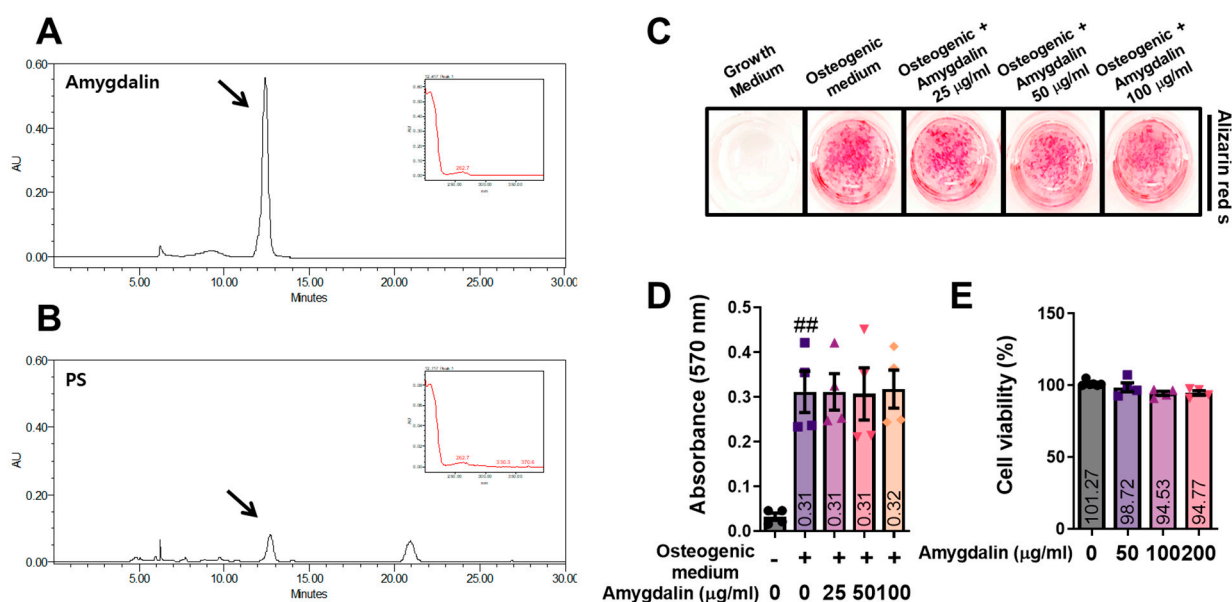 A
Amygdalin
0.60
0.40
0.20
0.00
AU
5.00 10.00 15.00 20.00 25.00 30.00
Minutes
262.7
B
PS
0.60
0.40
0.20
0.00
AU
5.00 10.00 15.00 20.00 25.00 30.00
Minutes
262.7
370.6
C
Growth
Medium
Osteogenic
medium
Osteogenic +
Amygdalin
25 μg/ml
Osteogenic +
Amygdalin
50 μg/ml
Osteogenic +
Amygdalin
100 μg/ml
Alizarin red s
D
Absorbance (570 nm)
0.5
0.4
0.3
0.2
0.1
0.0
##
0.31 0.31 0.31 0.32
Osteogenic
medium
- + + + +
Amygdalin (μg/ml) 0 0 25 50 100
E
Cell viability (%)
150
100
50
0
101.27 98.72 94.53 94.77
Amygdalin (μg/ml) 0 50 100 200